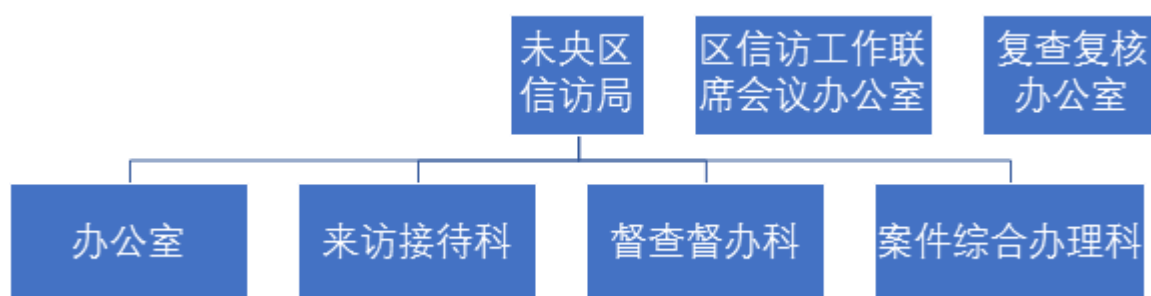 未央区
信访局
区信访工作联
席会议办公室
复查复核
办公室
办公室
来访接待科
督查督办科
案件综合办理科